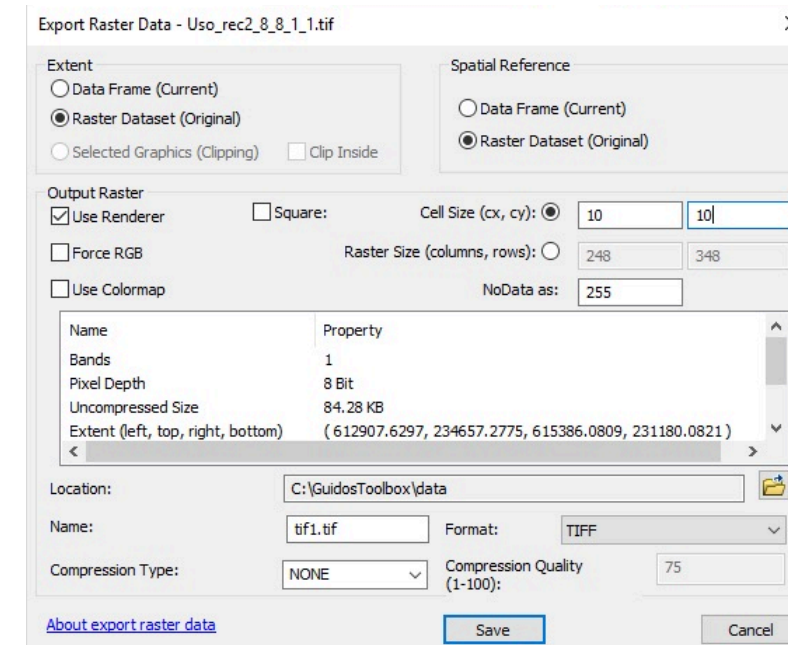 Export Raster Data - Uso_rec2_8_8_1_1.tif
Extent
Data Frame (Current)
Raster Dataset (Original)
Selected Graphics (Clipping) Clip Inside
Spatial Reference
Data Frame (Current)
Raster Dataset (Original)
Output Raster
Use Renderer Square: Cell Size (cx, cy): 10 10
Force RGB Raster Size (columns, rows): 248 348
Use Colormap NoData as: 255
Name Property
Bands 1
Pixel Depth 8 Bit
Uncompressed Size 84.28 KB
Extent (left, top, right, bottom) ( 612907.6297, 234657.2775, 615386.0809, 231180.0821 )
Location: C:\GuidosToolbox\data
Name: tif1.tif Format: TIFF
Compression Type: NONE Compression Quality (1-100): 75
About export raster data Save Cancel